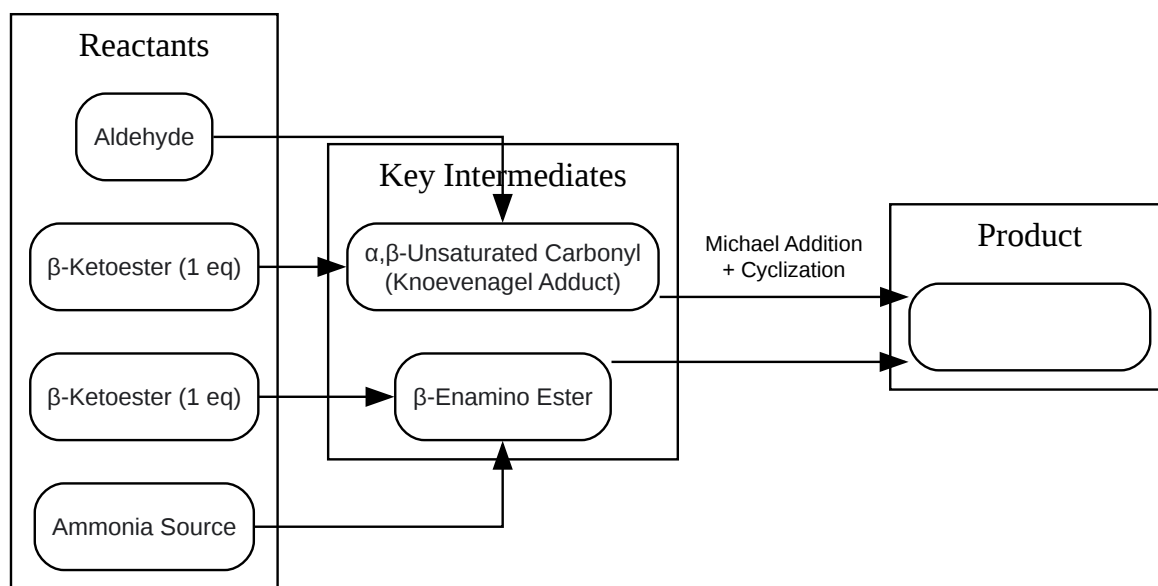 Reactants
Aldehyde
β-Ketoester (1 eq)
β-Ketoester (1 eq)
Ammonia Source
Key Intermediates
α,β-Unsaturated Carbonyl
(Knoevenagel Adduct)
β-Enamino Ester
Michael Addition
+ Cyclization
Product